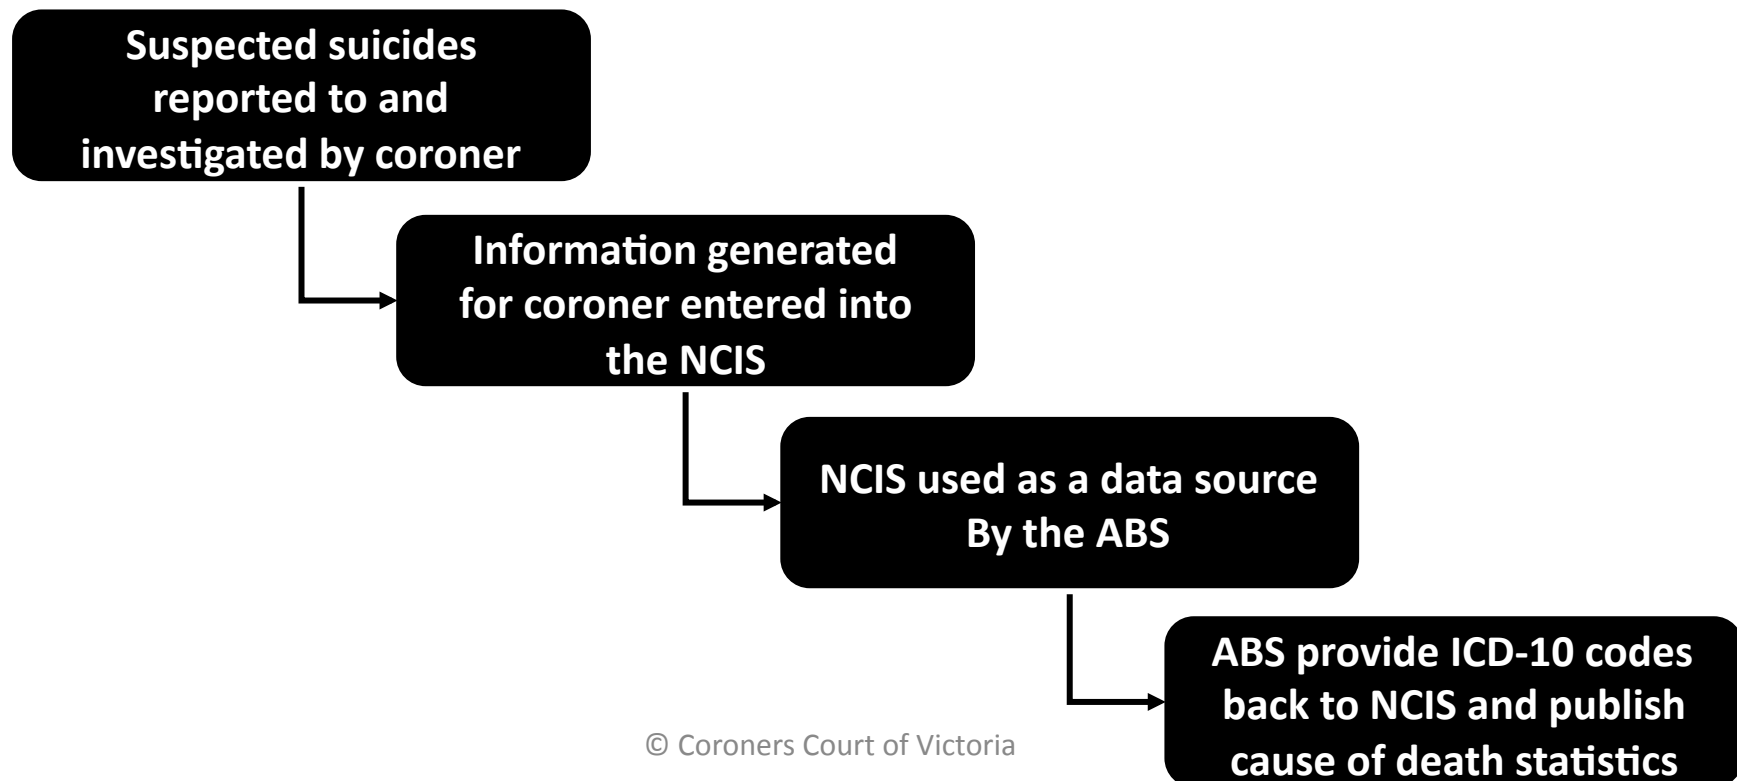 Suspected suicides
reported to and
investigated by coroner
Information generated
for coroner entered into
the NCIS
NCIS used as a data source
By the ABS
ABS provide ICD-10 codes
back to NCIS and publish
cause of death statistics
© Coroners Court of Victoria